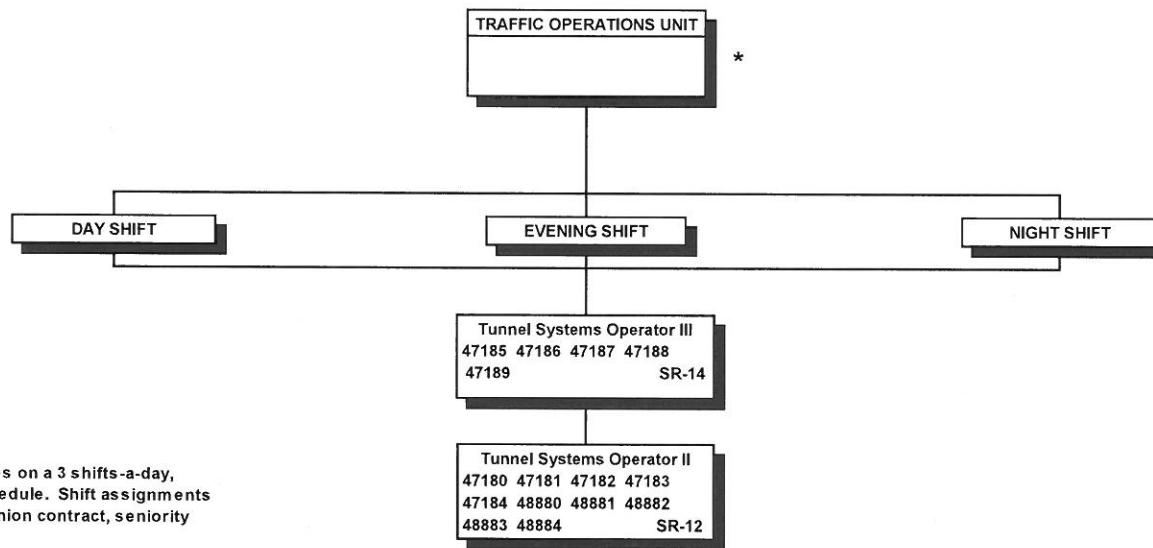 TRAFFIC OPERATIONS UNIT
*
DAY SHIFT
EVENING SHIFT
NIGHT SHIFT
Tunnel Systems Operator III
47185 47186 47187 47188
47189 SR-14
Tunnel Systems Operator II
47180 47181 47182 47183
47184 48880 48881 48882
48883 48884 SR-12
on a 3 shifts-a-day,
Shift assignments
contract, seniority